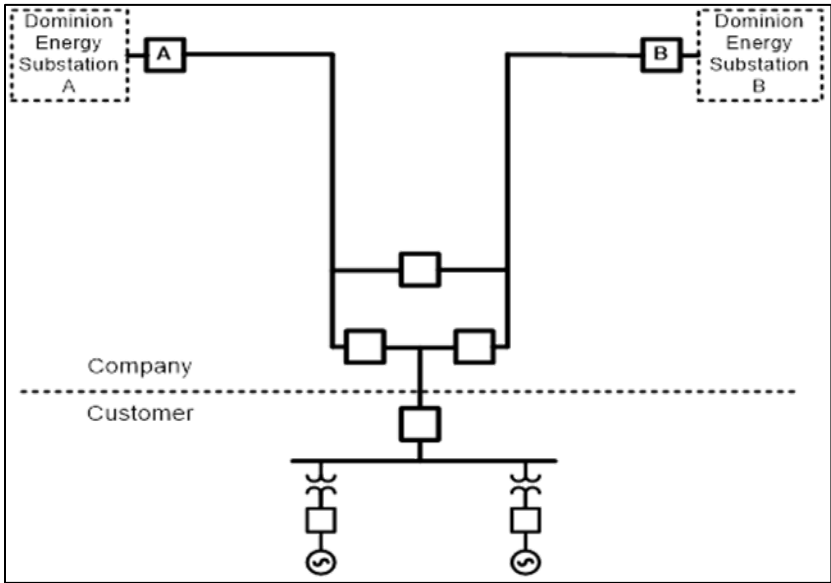 Dominion
Energy
Substation
A
A
B
Dominion
Energy
Substation
B
Company
Customer